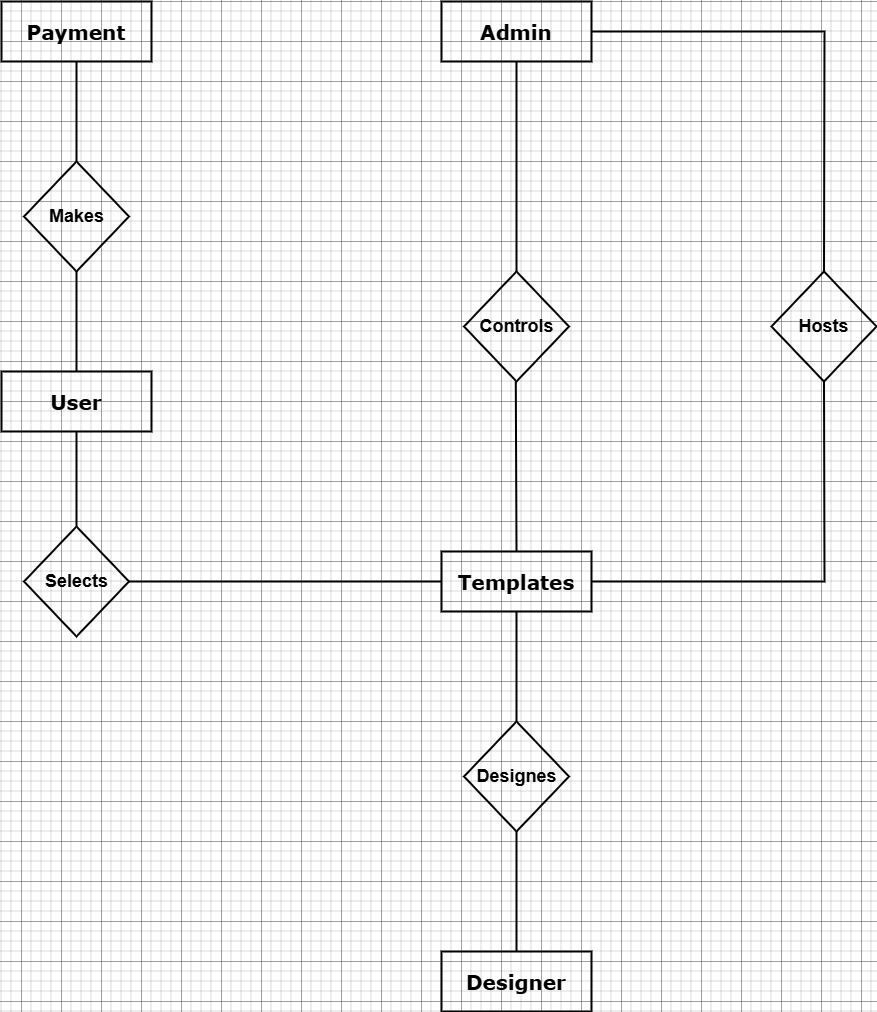 Payment
Admin
Makes
Controls
Hosts
User
Selects
Templates
Designes
Designer